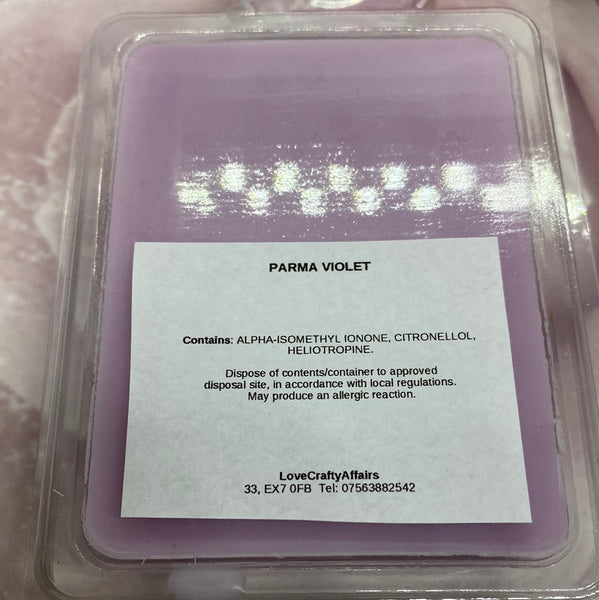 PARMA VIOLET
Contains: ALPHA-ISOMETHYL IONONE, CITRONELLOL,
HELIOTROPINE.
Dispose of contents/container to approved
disposal site, in accordance with local regulations.
May produce an allergic reaction.
LoveCraftyAffairs
33, EX7 0FB Tel: 07563882542